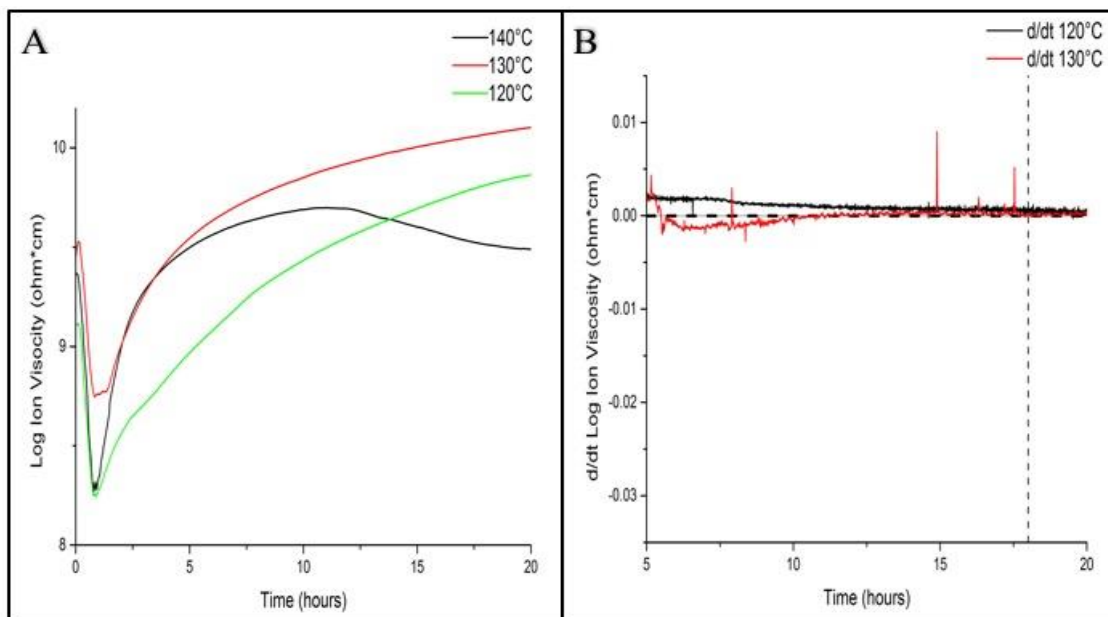 A
140°C
130°C
120°C
10
9
8
0
5
10
15
20
Log Ion Visocity (ohm*cm)
Time (hours)
B
d/dt 120°C
d/dt 130°C
0.01
0.00
-0.01
-0.02
-0.03
5
10
15
20
d/dt Log Ion Viscosity (ohm*cm)
Time (hours)